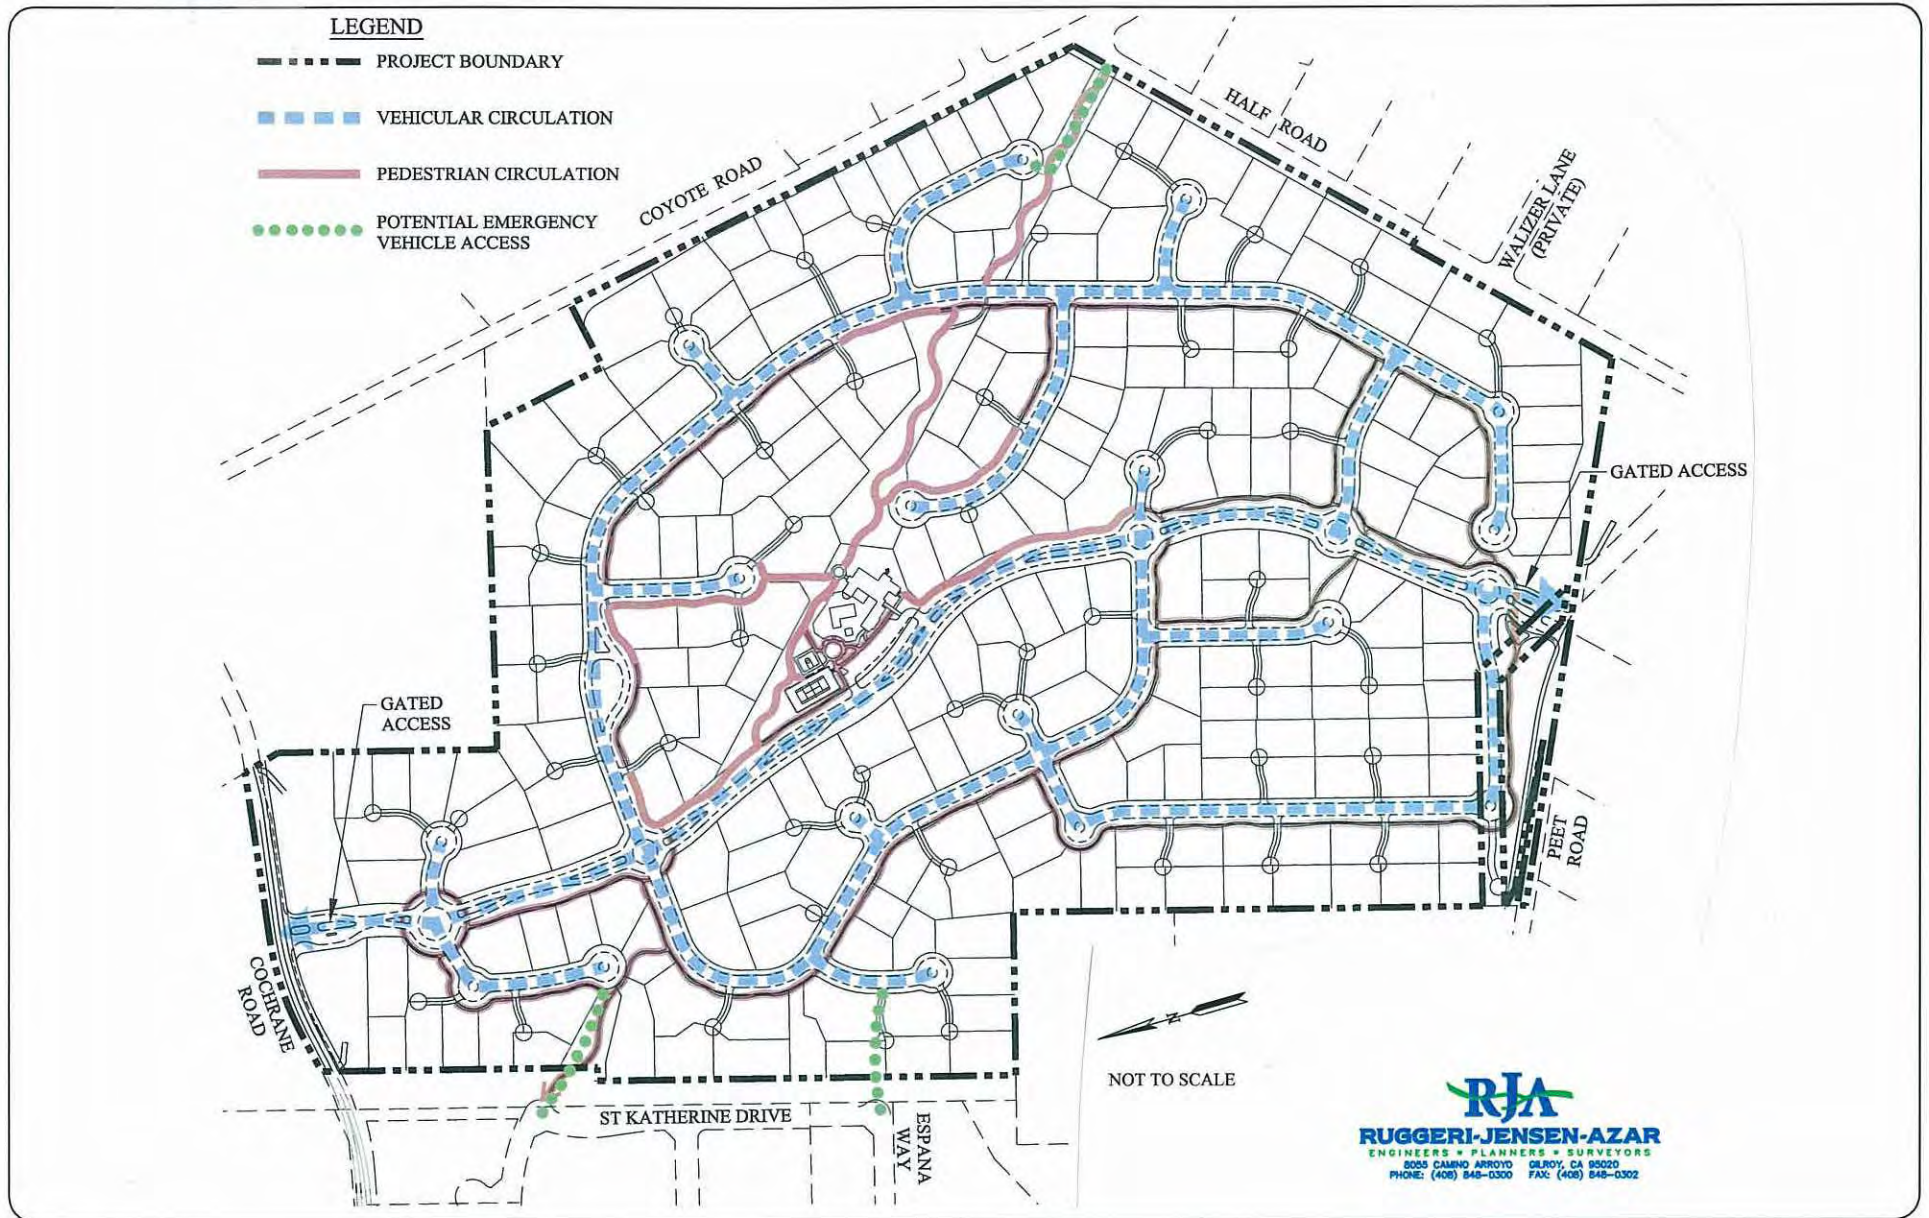 LEGEND
PROJECT BOUNDARY
VEHICULAR CIRCULATION
PEDESTRIAN CIRCULATION
POTENTIAL EMERGENCY
VEHICLE ACCESS
COYOTE ROAD
HALF ROAD
WALIZER LANE
(PRIVATE)
GATED ACCESS
GATED
ACCESS
PEET
ROAD
COCHRANE
ROAD
N
NOT TO SCALE
ST KATHERINE DRIVE
ESPANA
WAY
RJA
RUGGERI-JENSEN-AZAR
ENGINEERS • PLANNERS • SURVEYORS
8055 CAMINO ARROYO GILROY, CA 95020
PHONE: (408) 848-0300 FAX: (408) 848-0302